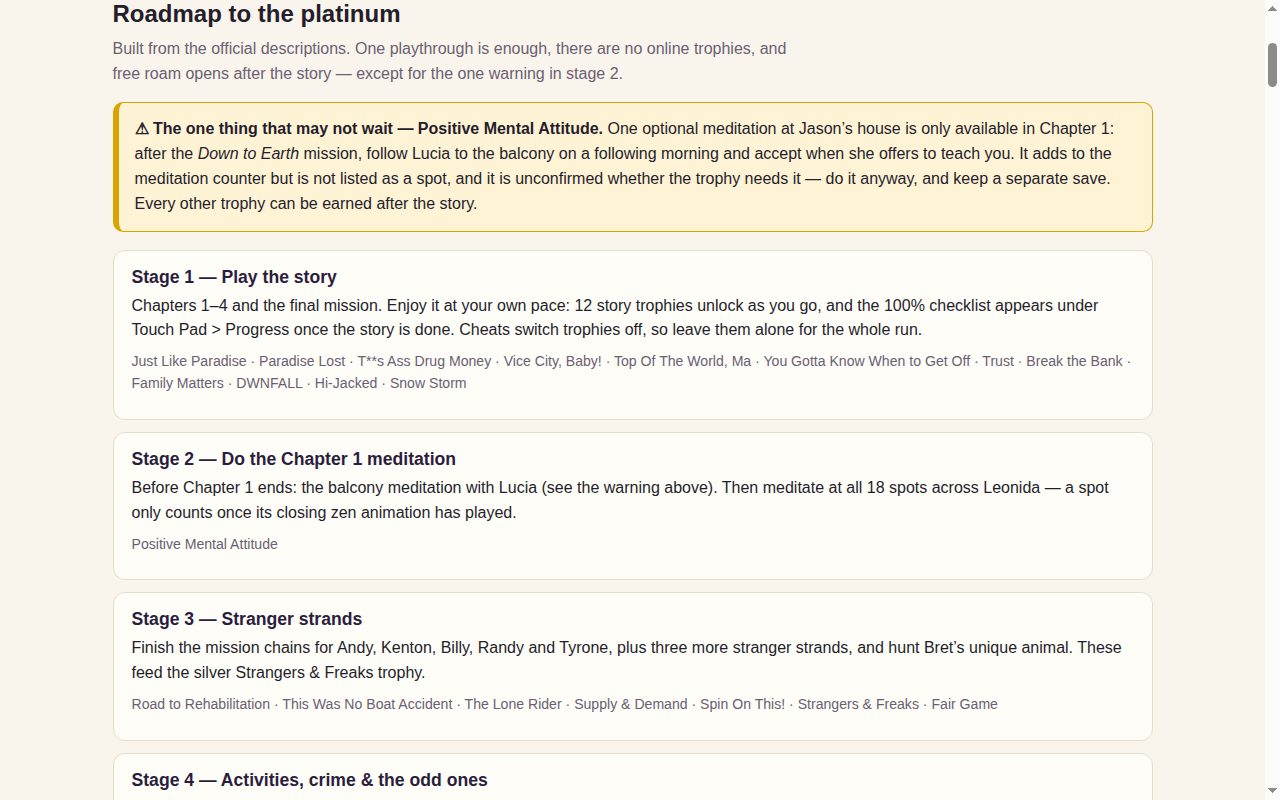 Roadmap to the platinum
Built from the official descriptions. One playthrough is enough, there are no online trophies, and
free roam opens after the story — except for the one warning in stage 2.
⚠ The one thing that may not wait — Positive Mental Attitude. One optional meditation at Jason’s house is only available in Chapter 1:
after the Down to Earth mission, follow Lucia to the balcony on a following morning and accept when she offers to teach you. It adds to the
meditation counter but is not listed as a spot, and it is unconfirmed whether the trophy needs it — do it anyway, and keep a separate save.
Every other trophy can be earned after the story.
Stage 1 — Play the story
Chapters 1–4 and the final mission. Enjoy it at your own pace: 12 story trophies unlock as you go, and the 100% checklist appears under
Touch Pad > Progress once the story is done. Cheats switch trophies off, so leave them alone for the whole run.
Just Like Paradise · Paradise Lost · T**s Ass Drug Money · Vice City, Baby! · Top Of The World, Ma · You Gotta Know When to Get Off · Trust · Break the Bank ·
Family Matters · DWNFALL · Hi-Jacked · Snow Storm
Stage 2 — Do the Chapter 1 meditation
Before Chapter 1 ends: the balcony meditation with Lucia (see the warning above). Then meditate at all 18 spots across Leonida — a spot
only counts once its closing zen animation has played.
Positive Mental Attitude
Stage 3 — Stranger strands
Finish the mission chains for Andy, Kenton, Billy, Randy and Tyrone, plus three more stranger strands, and hunt Bret’s unique animal. These
feed the silver Strangers & Freaks trophy.
Road to Rehabilitation · This Was No Boat Accident · The Lone Rider · Supply & Demand · Spin On This! · Strangers & Freaks · Fair Game
Stage 4 — Activities, crime & the odd ones